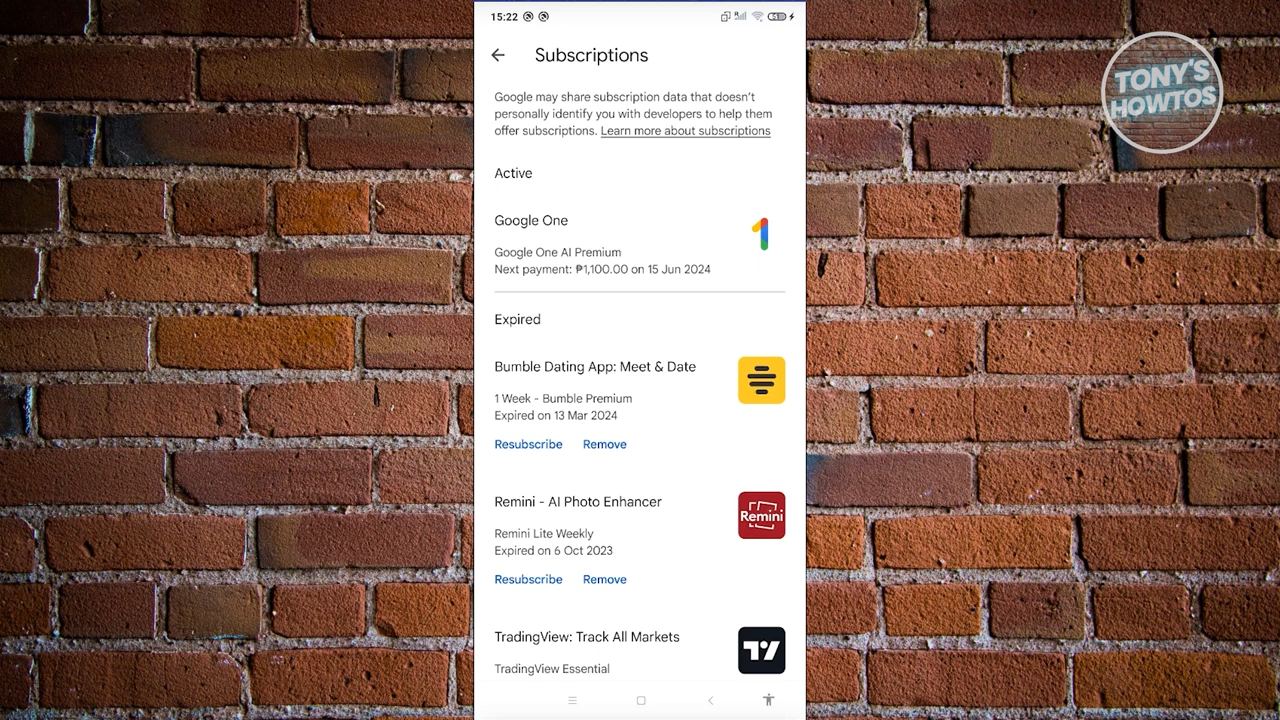 15:22
Subscriptions
Google may share subscription data that doesn't
personally identify you with developers to help them
offer subscriptions. Learn more about subscriptions
Active
Google One
Google One AI Premium
Next payment: ₱1,100.00 on 15 Jun 2024
Expired
Bumble Dating App: Meet & Date
1 Week - Bumble Premium
Expired on 13 Mar 2024
Resubscribe Remove
Remini - AI Photo Enhancer
Remini
Remini Lite Weekly
Expired on 6 Oct 2023
Resubscribe Remove
TradingView: Track All Markets
TradingView Essential
TONY'S
HOWTOS